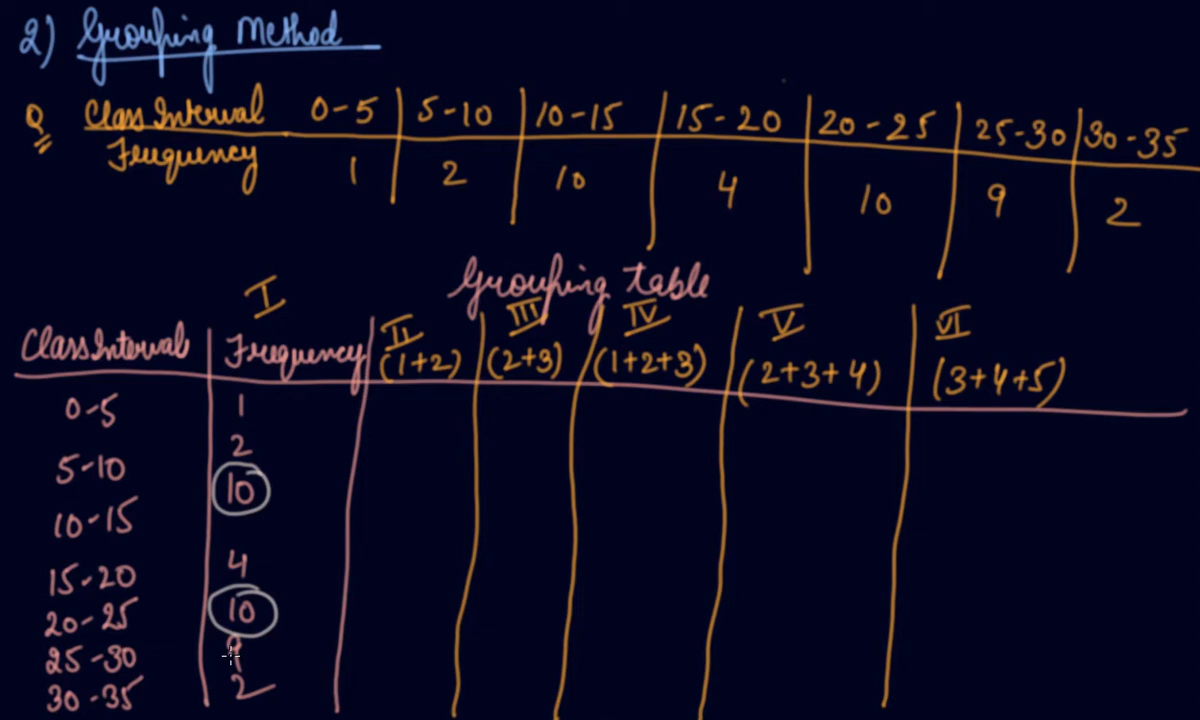 2) Grouping Method
Q Class Interval 0-5 5-10 10-15 15-20 20-25 25-30 30-35
Frequency 1 2 10 4 10 9 2
Grouping table
I II III IV V VI
Class Interval Frequency (1+2) (2+3) (1+2+3) (2+3+4) (3+4+5)
0-5 1
5-10 2
10-15 10
15-20 4
20-25 10
25-30 9
30-35 2